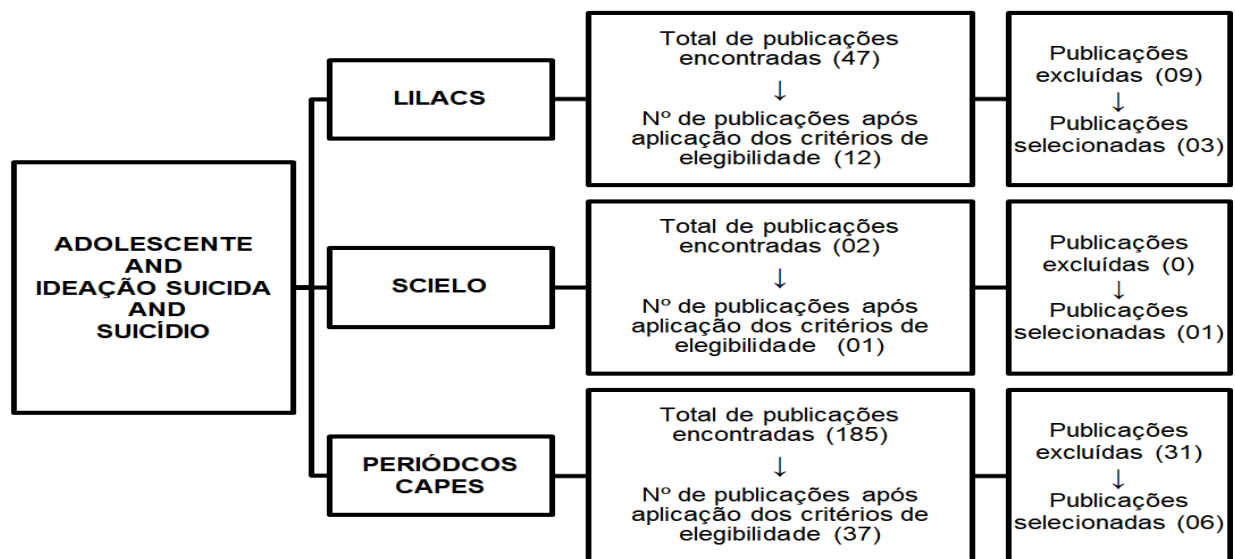 ADOLESCENTE
AND
IDEAÇÃO SUICIDA
AND
SUICÍDIO
LILACS
Total de publicações
encontradas (47)
↓
Nº de publicações após
aplicação dos critérios de
elegibilidade (12)
Publicações
excluídas (09)
↓
Publicações
selecionadas (03)
SCIELO
Total de publicações
encontradas (02)
↓
Nº de publicações após
aplicação dos critérios de
elegibilidade (01)
Publicações
excluídas (0)
↓
Publicações
selecionadas (01)
PERIÓDCOS
CAPES
Total de publicações
encontradas (185)
↓
Nº de publicações após
aplicação dos critérios de
elegibilidade (37)
Publicações
excluídas (31)
↓
Publicações
selecionadas (06)